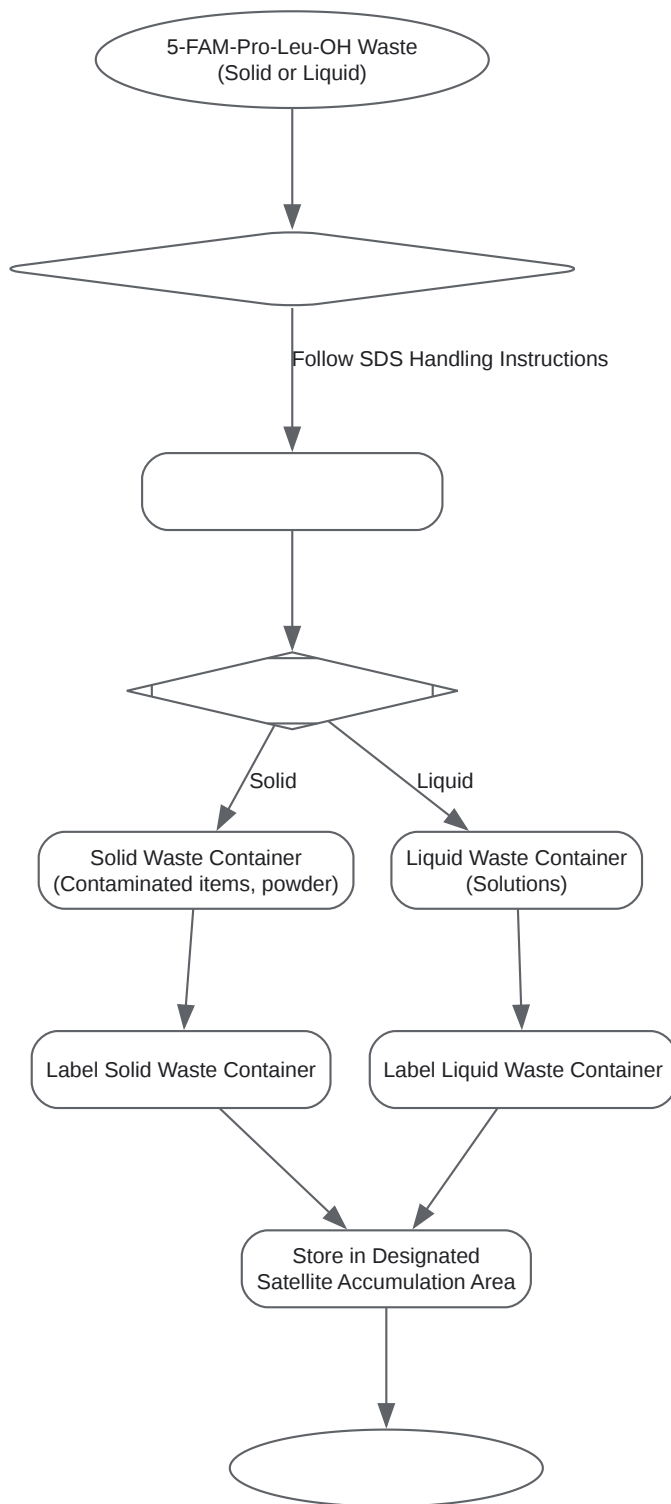 5-FAM-Pro-Leu-OH Waste
(Solid or Liquid)
Follow SDS Handling Instructions
Solid
Liquid
Solid Waste Container
(Contaminated items, powder)
Liquid Waste Container
(Solutions)
Label Solid Waste Container
Label Liquid Waste Container
Store in Designated
Satellite Accumulation Area